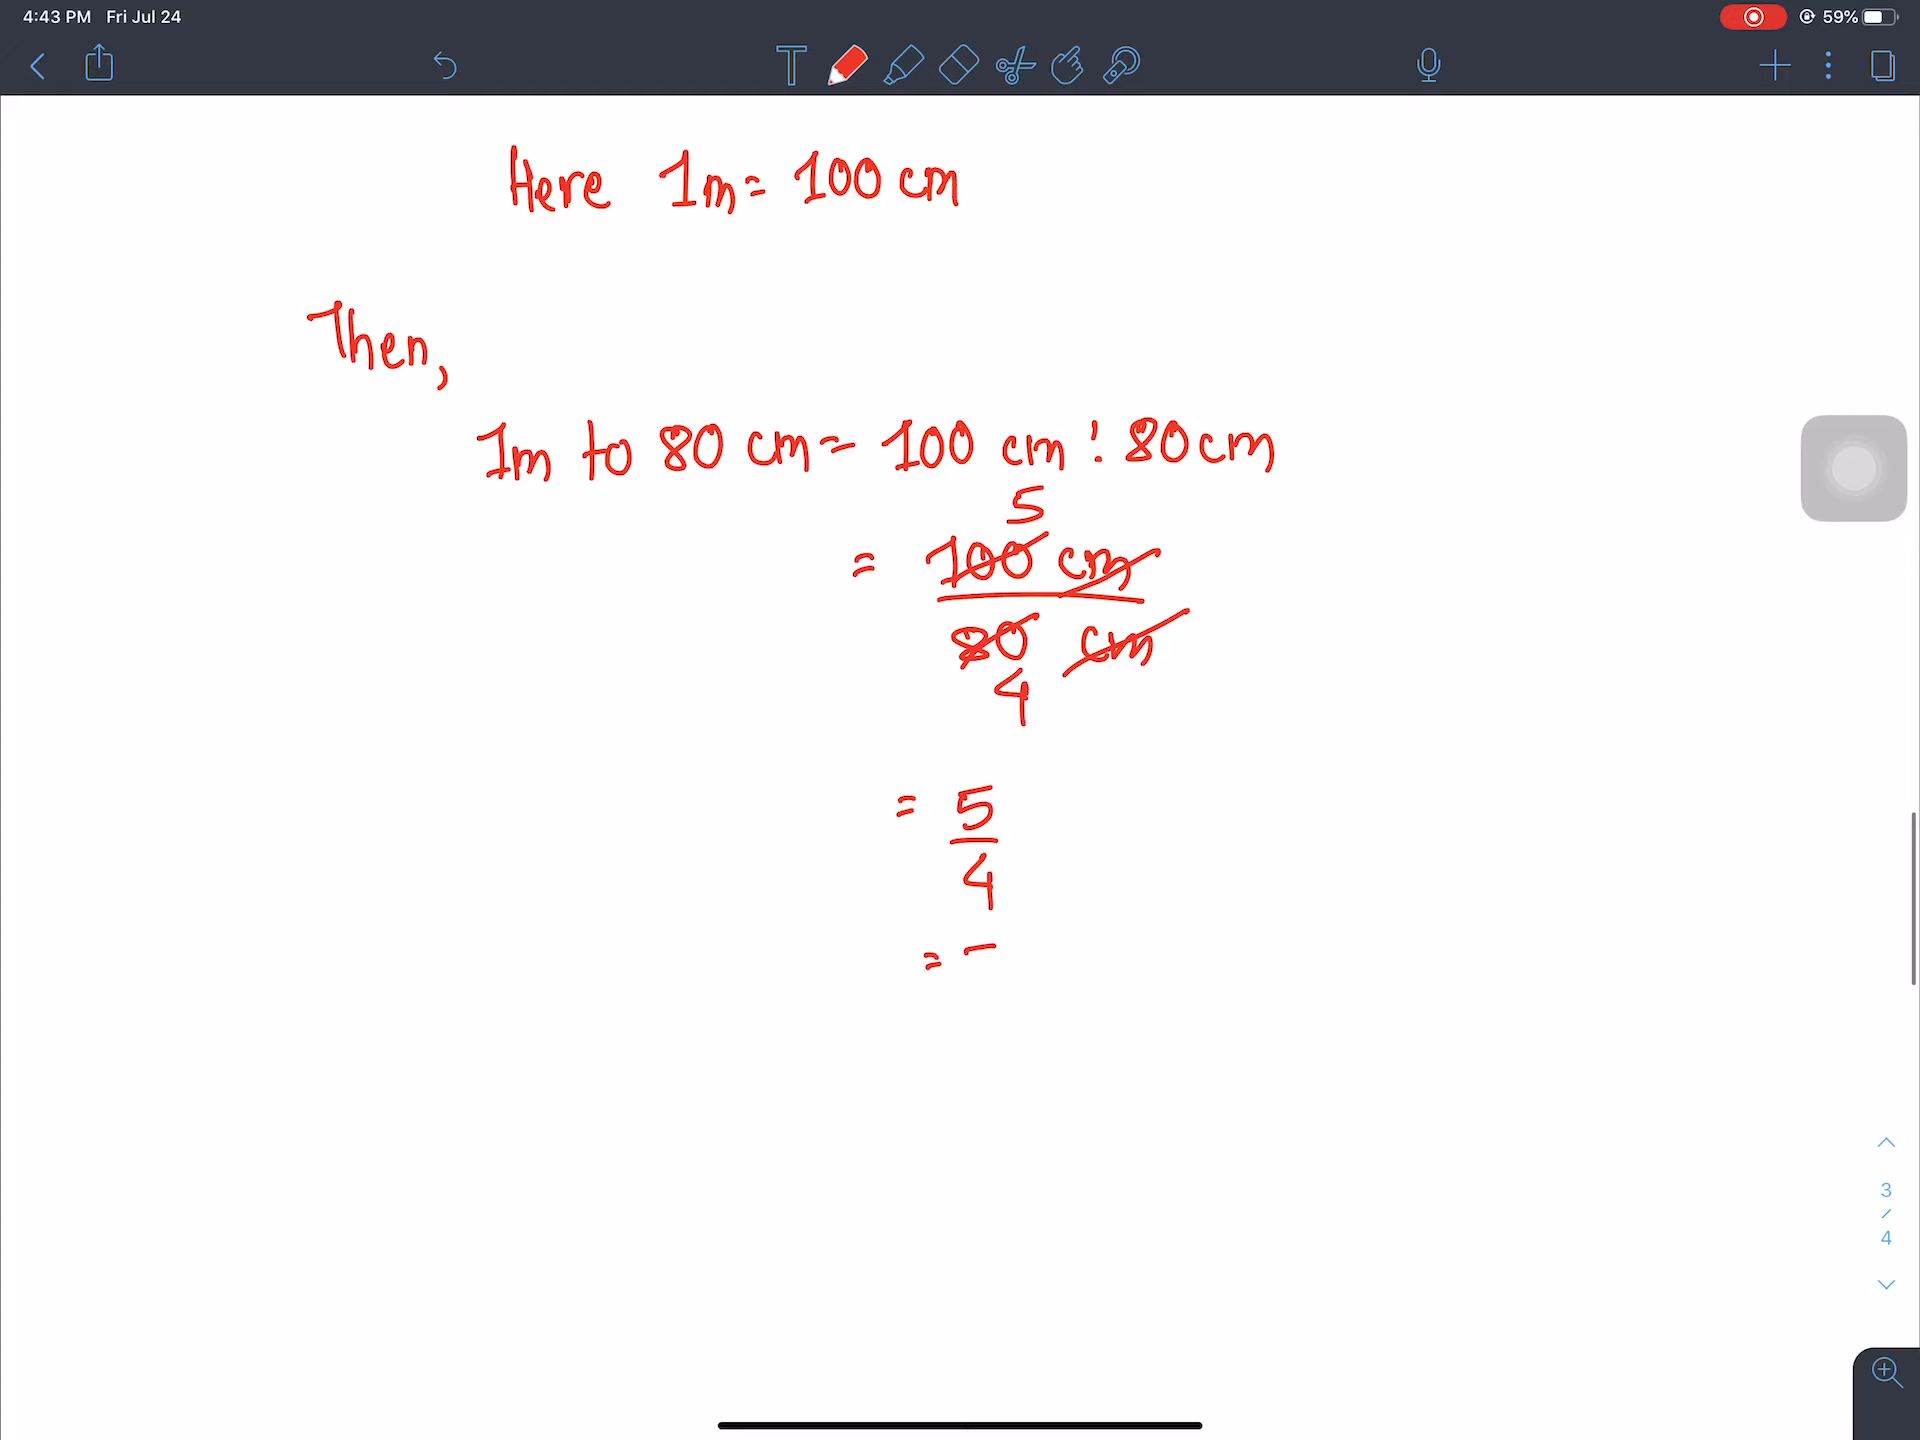 4:43 PM Fri Jul 24
59%
Here 1m = 100 cm
Then,
1m to 80 cm = 100 cm : 80 cm
5
= 100 cm
80 cm
4
= 5
4
=
3
/
4